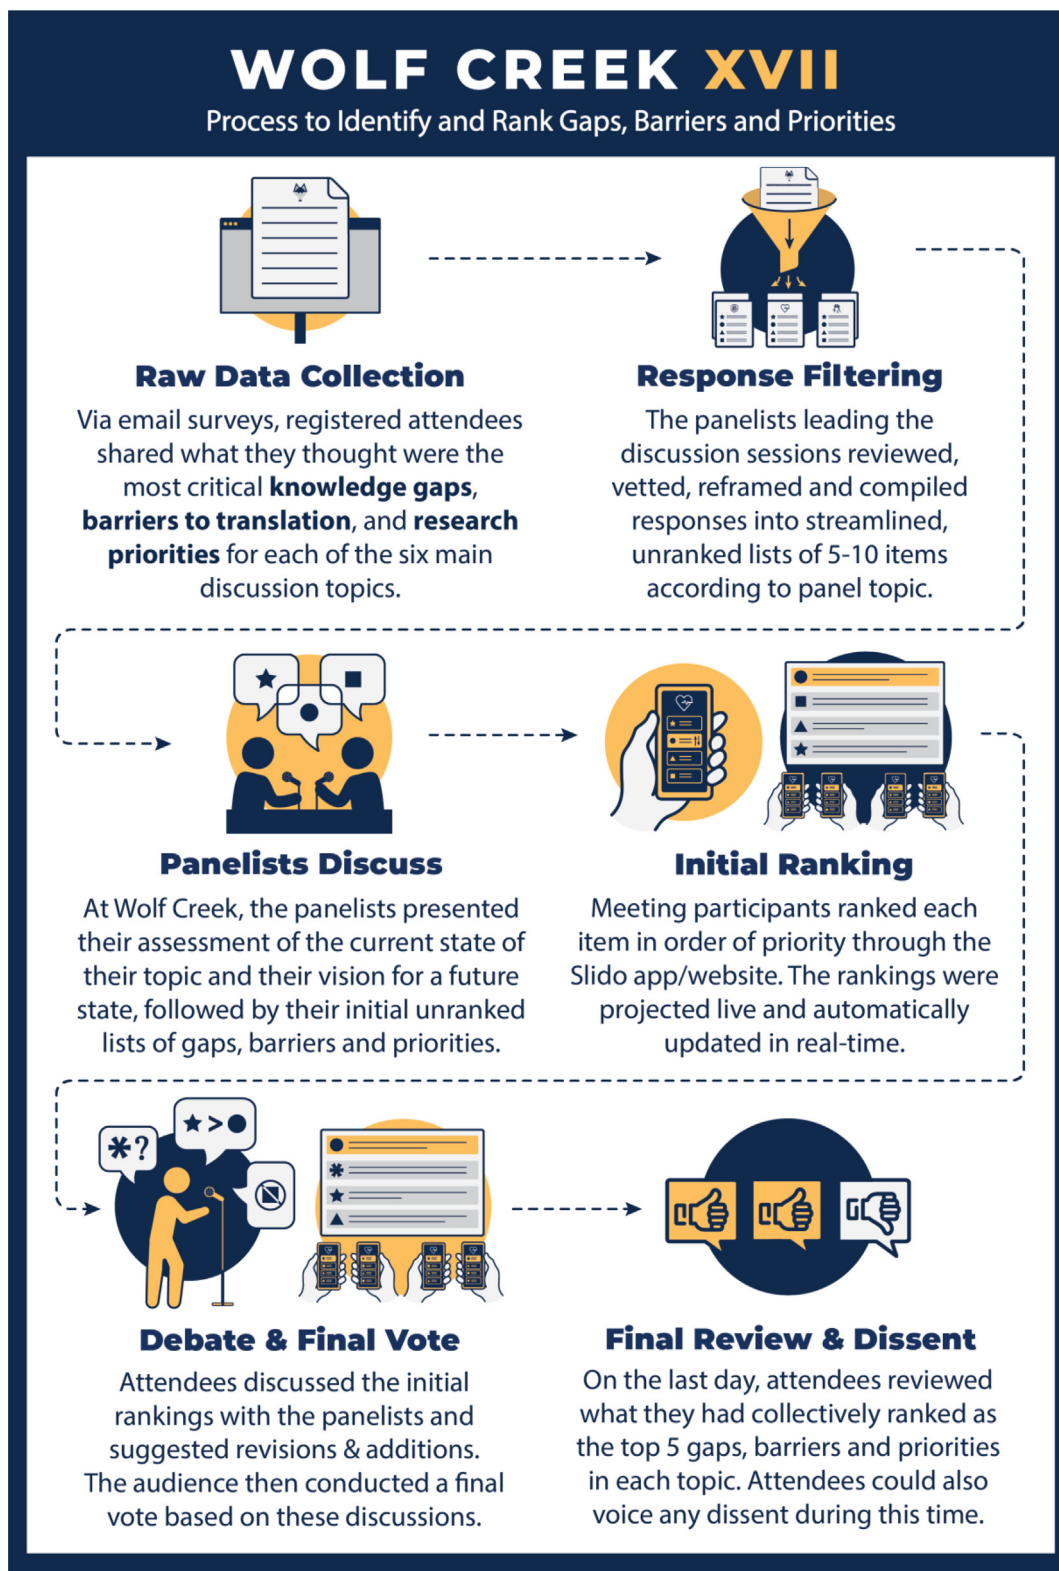 WOLF CREEK XVII
Process to Identify and Rank Gaps, Barriers and Priorities
Raw Data Collection
Via email surveys, registered attendees
shared what they thought were the
most critical knowledge gaps,
barriers to translation, and research
priorities for each of the six main
discussion topics.
Response Filtering
The panelists leading the
discussion sessions reviewed,
vetted, reframed and compiled
responses into streamlined,
unranked lists of 5-10 items
according to panel topic.
Panelists Discuss
At Wolf Creek, the panelists presented
their assessment of the current state of
their topic and their vision for a future
state, followed by their initial unranked
lists of gaps, barriers and priorities.
Initial Ranking
Meeting participants ranked each
item in order of priority through the
Slido app/website. The rankings were
projected live and automatically
updated in real-time.
*?
★>●
Debate & Final Vote
Attendees discussed the initial
rankings with the panelists and
suggested revisions & additions.
The audience then conducted a final
vote based on these discussions.
Final Review & Dissent
On the last day, attendees reviewed
what they had collectively ranked as
the top 5 gaps, barriers and priorities
in each topic. Attendees could also
voice any dissent during this time.